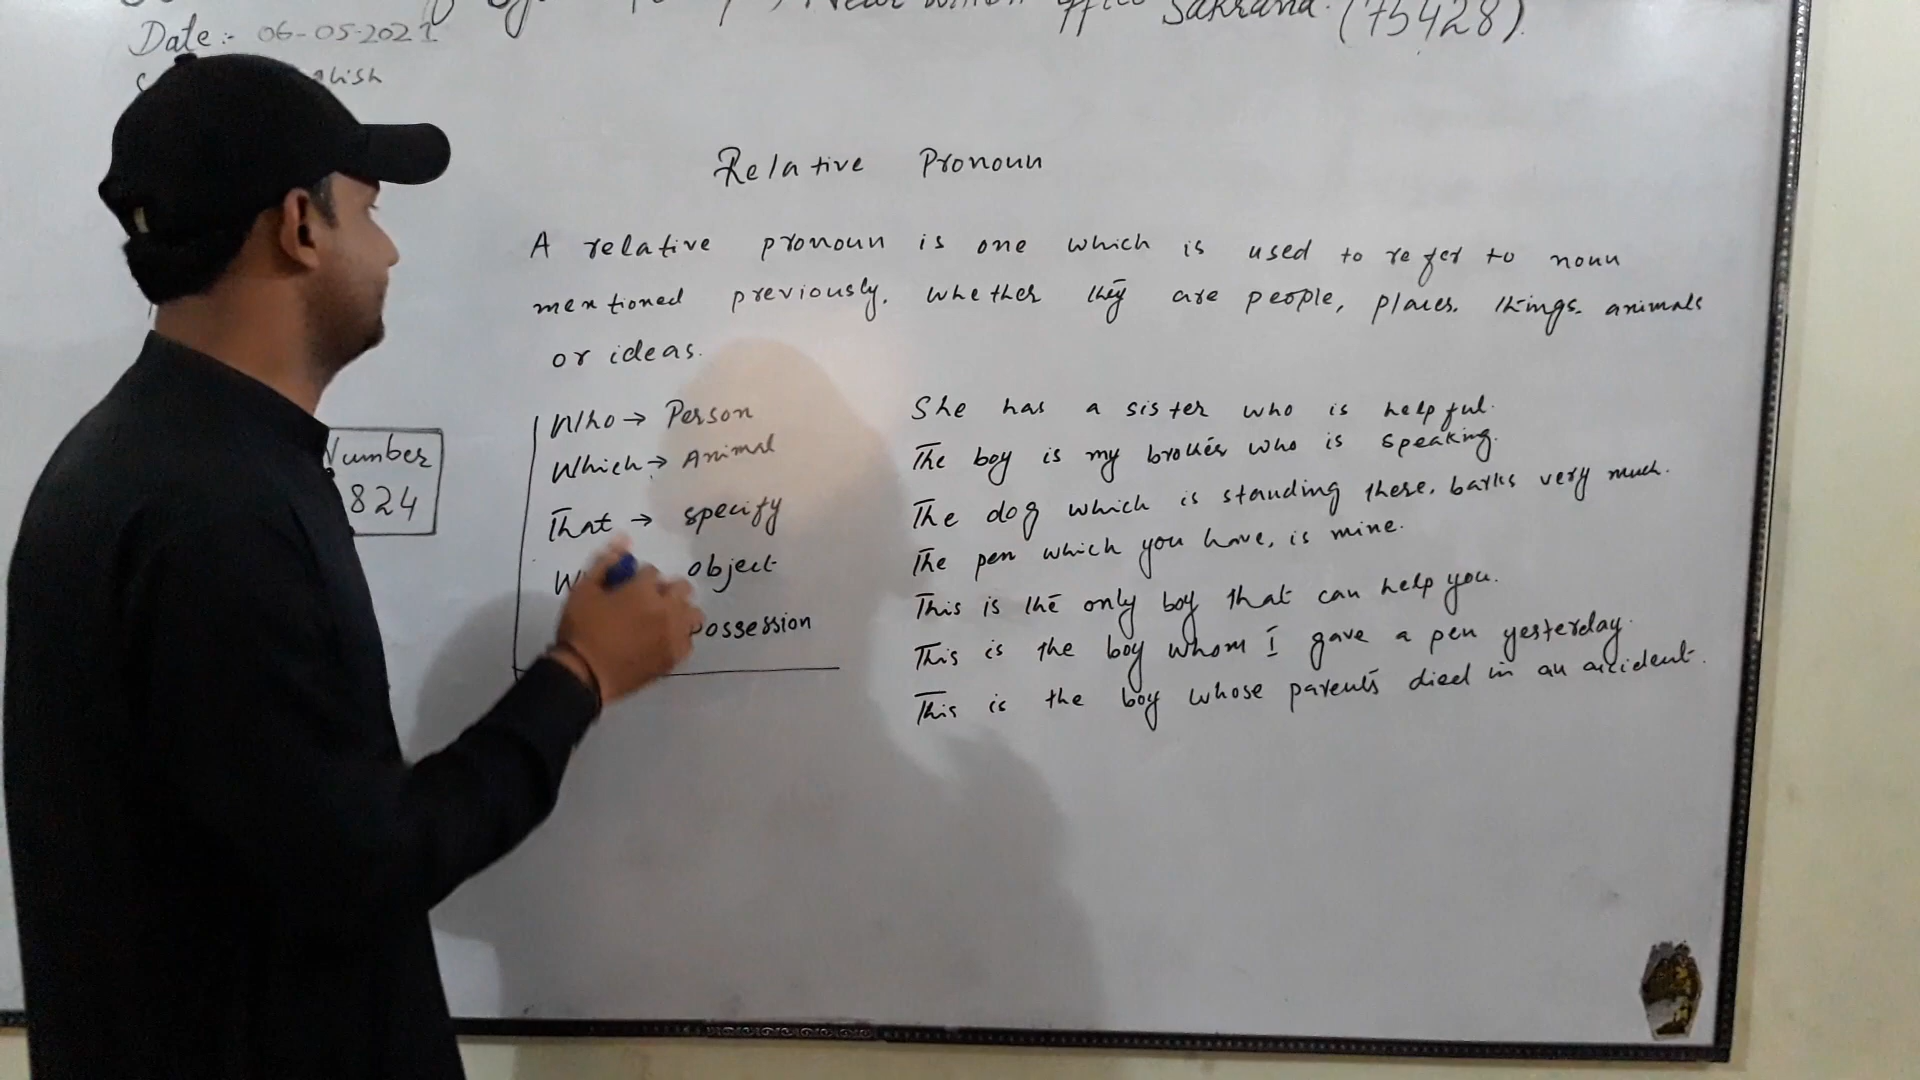 office Sakrand. (75428).
Date:- 06-05-2021
Relative Pronoun
A relative pronoun is one which is used to refer to noun
mentioned previously, whether they are people, places, things, animals
or ideas.
Who → Person
Which → Animal
That → specify
object
Possession
She has a sister who is helpful.
The boy is my brother who is speaking.
The dog which is standing there, barks very much.
The pen which you have, is mine.
This is the only boy that can help you.
This is the boy whom I gave a pen yesterday.
This is the boy whose parents died in an accident.
Number
824